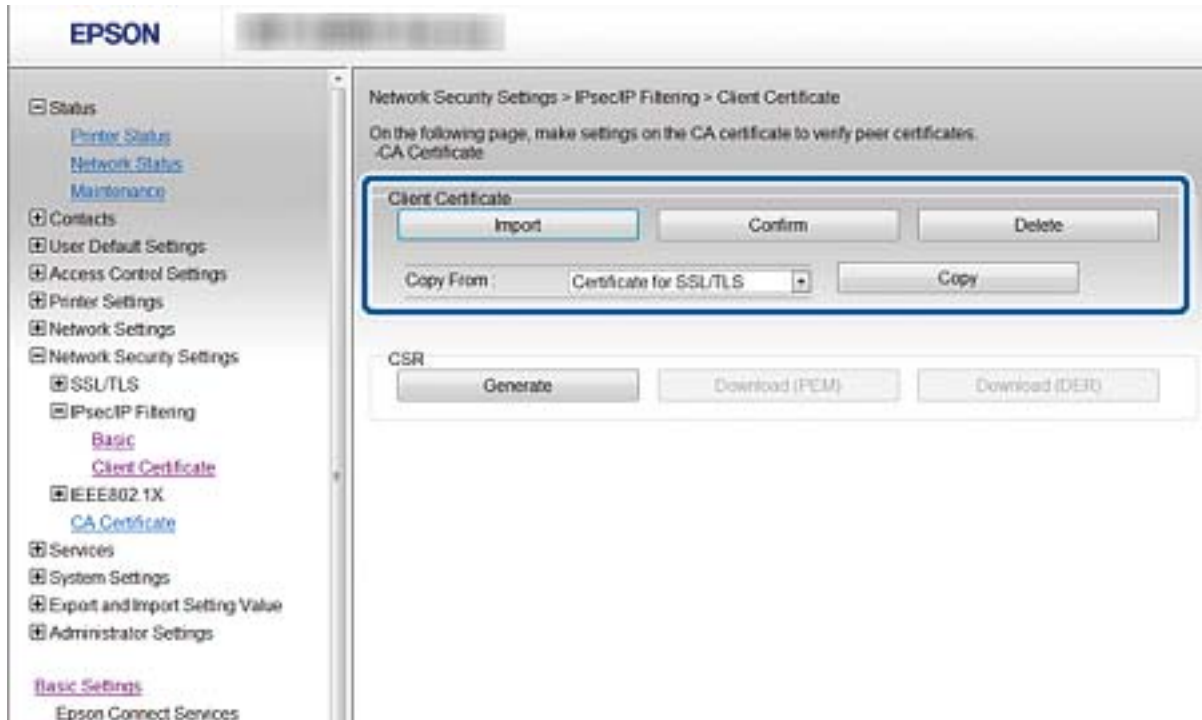 EPSON
Status
Printer Status
Network Status
Maintenance
Contacts
User Default Settings
Access Control Settings
Printer Settings
Network Settings
Network Security Settings
SSL/TLS
IPsec/IP Filtering
Basic
Client Certificate
IEEE802.1X
CA Certificate
Services
System Settings
Export and Import Setting Value
Administrator Settings
Basic Settings
Epson Connect Services
Network Security Settings > IPsec/IP Filtering > Client Certificate
On the following page, make settings on the CA certificate to verify peer certificates.
-CA Certificate
Client Certificate
Import Confirm Delete
Copy From : Certificate for SSL/TLS Copy
CSR
Generate Download (PEM) Download (DER)